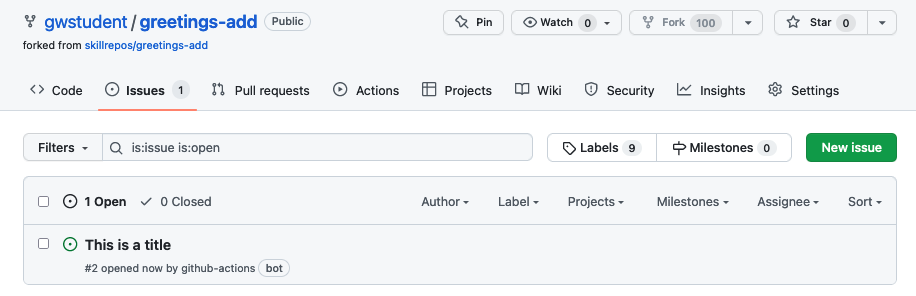 gwstudent / greetings-add Public Pin Watch 0 Fork 100 Star 0
forked from skillrepos/greetings-add
Code Issues 1 Pull requests Actions Projects Wiki Security Insights Settings
Filters is:issue is:open Labels 9 Milestones 0 New issue
1 Open 0 Closed Author Label Projects Milestones Assignee Sort
This is a title
#2 opened now by github-actions bot